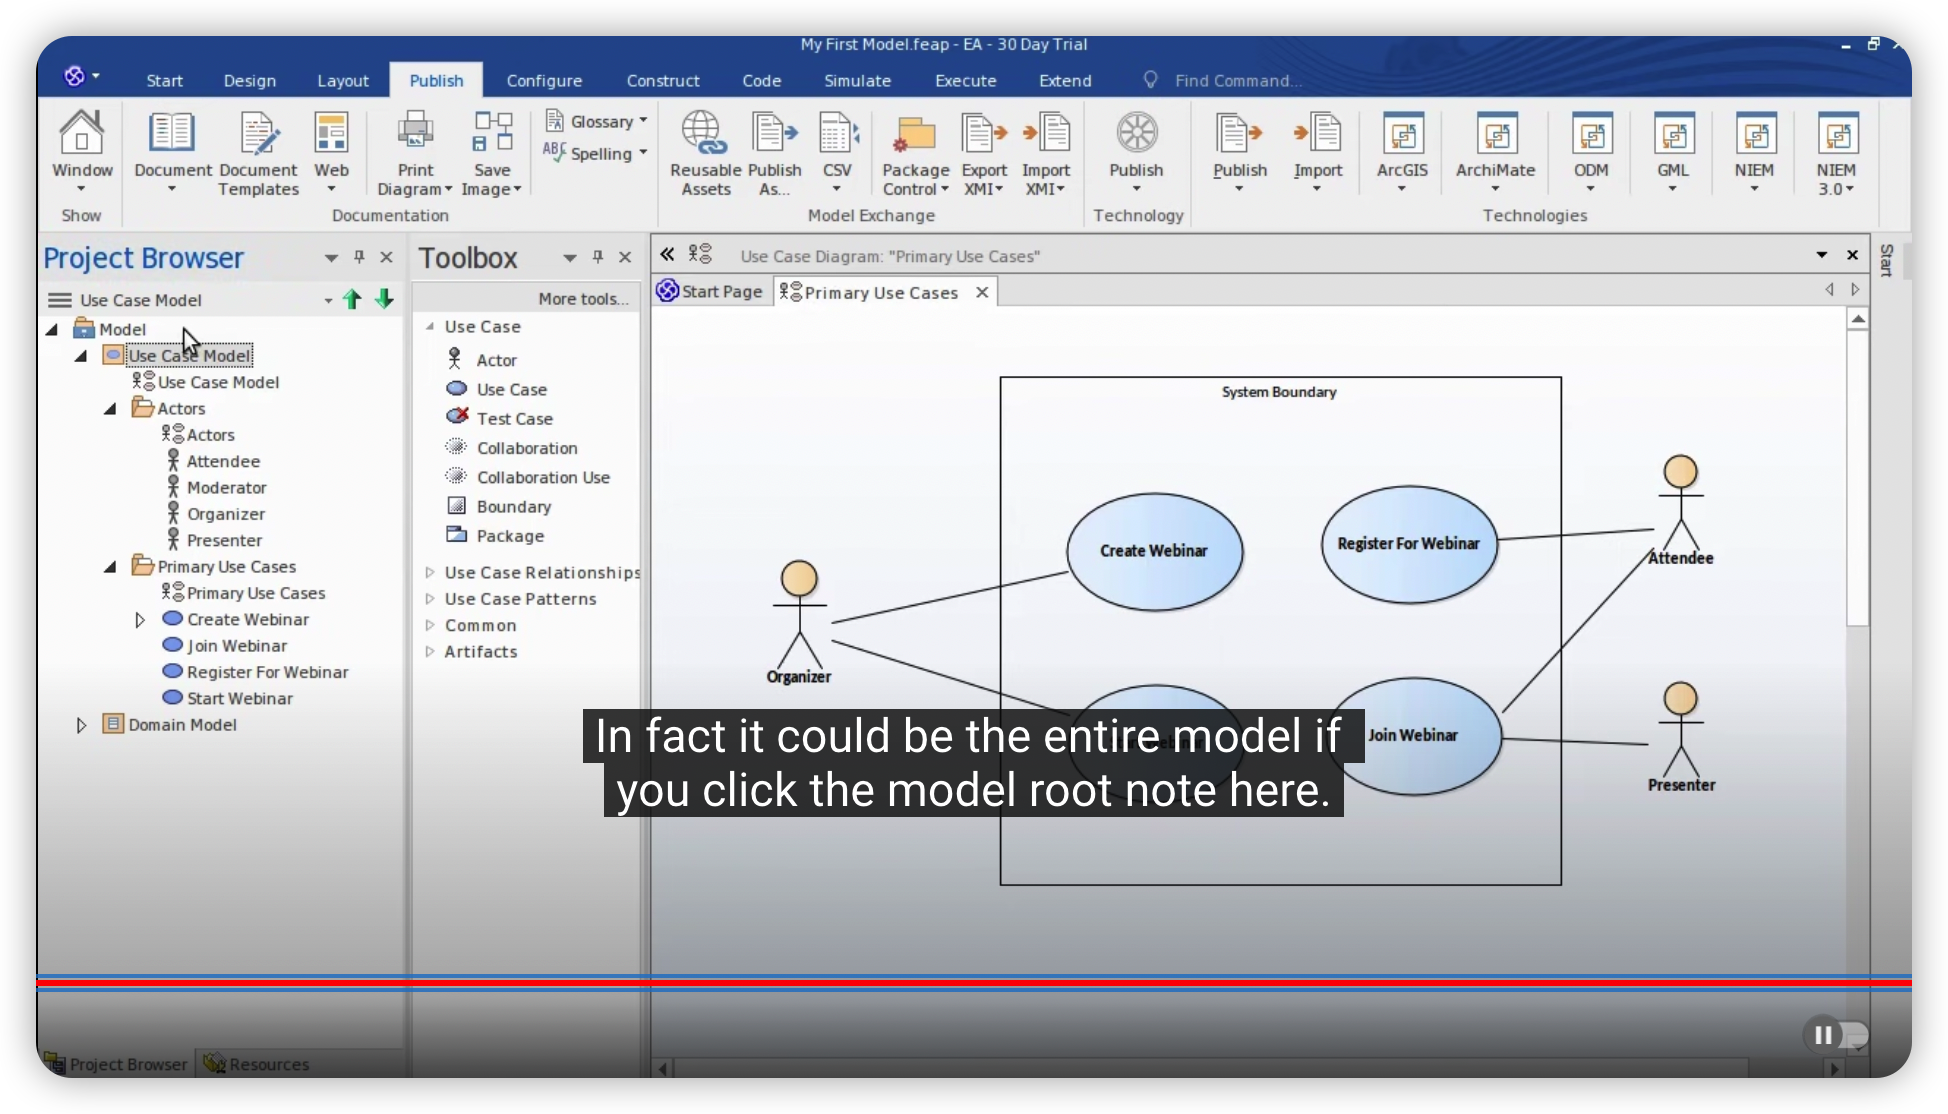 My First Model.feap - EA - 30 Day Trial
Start Design Layout Publish Configure Construct Code Simulate Execute Extend Find Command...
Window
Show
Document
Document Templates
Web
Print Diagram
Save Image
Glossary
ABC Spelling
Documentation
Reusable Assets
Publish As...
CSV
Package Control
Export XMI
Import XMI
Model Exchange
Publish
Technology
Publish
Import
ArcGIS
ArchiMate
ODM
GML
NIEM
NIEM 3.0
Technologies
Project Browser
Use Case Model
Model
Use Case Model
Use Case Model
Actors
Actors
Attendee
Moderator
Organizer
Presenter
Primary Use Cases
Primary Use Cases
Create Webinar
Join Webinar
Register For Webinar
Start Webinar
Domain Model
Project Browser
Resources
Toolbox
More tools...
Use Case
Actor
Use Case
Test Case
Collaboration
Collaboration Use
Boundary
Package
Use Case Relationships
Use Case Patterns
Common
Artifacts
Use Case Diagram: "Primary Use Cases"
Start Page
Primary Use Cases
Start
System Boundary
Create Webinar
Register For Webinar
Attendee
Organizer
Join Webinar
Presenter
In fact it could be the entire model if
you click the model root note here.